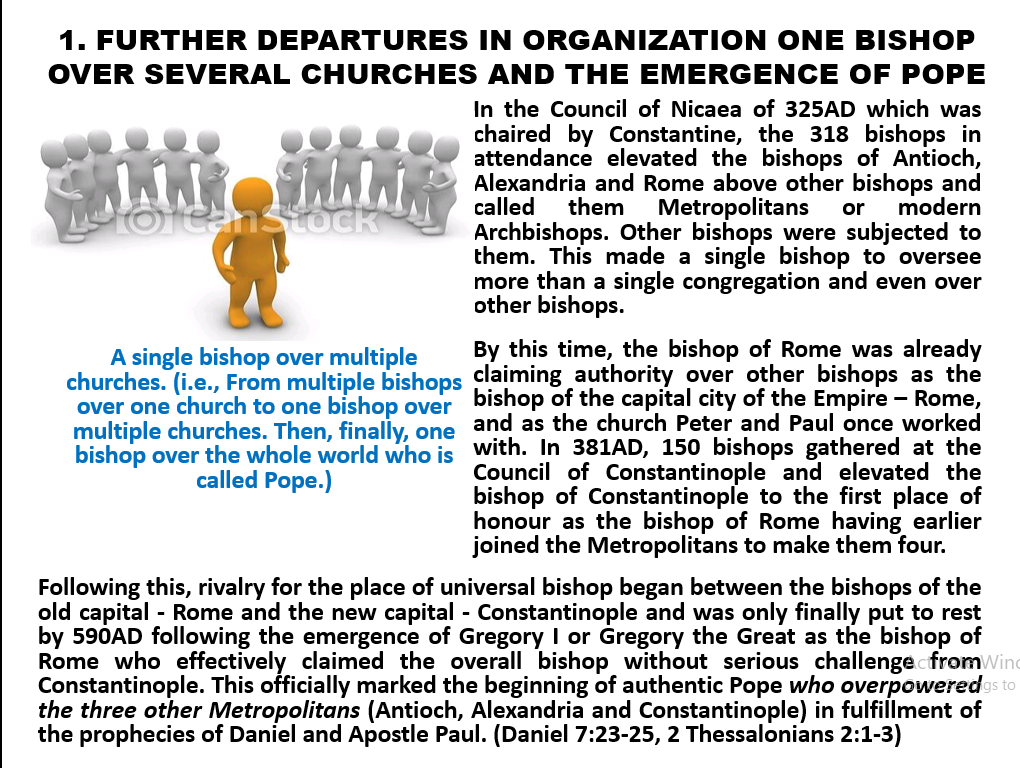 1. FURTHER DEPARTURES IN ORGANIZATION ONE BISHOP
OVER SEVERAL CHURCHES AND THE EMERGENCE OF POPE
CanStock
A single bishop over multiple
churches. (i.e., From multiple bishops
over one church to one bishop over
multiple churches. Then, finally, one
bishop over the whole world who is
called Pope.)
In the Council of Nicaea of 325AD which was
chaired by Constantine, the 318 bishops in
attendance elevated the bishops of Antioch,
Alexandria and Rome above other bishops and
called them Metropolitans or modern
Archbishops. Other bishops were subjected to
them. This made a single bishop to oversee
more than a single congregation and even over
other bishops.
By this time, the bishop of Rome was already
claiming authority over other bishops as the
bishop of the capital city of the Empire – Rome,
and as the church Peter and Paul once worked
with. In 381AD, 150 bishops gathered at the
Council of Constantinople and elevated the
bishop of Constantinople to the first place of
honour as the bishop of Rome having earlier
joined the Metropolitans to make them four.
Following this, rivalry for the place of universal bishop began between the bishops of the
old capital - Rome and the new capital - Constantinople and was only finally put to rest
by 590AD following the emergence of Gregory I or Gregory the Great as the bishop of
Rome who effectively claimed the overall bishop without serious challenge from
Constantinople. This officially marked the beginning of authentic Pope who overpowered
the three other Metropolitans (Antioch, Alexandria and Constantinople) in fulfillment of
the prophecies of Daniel and Apostle Paul. (Daniel 7:23-25, 2 Thessalonians 2:1-3)
Activate Win
Settings to